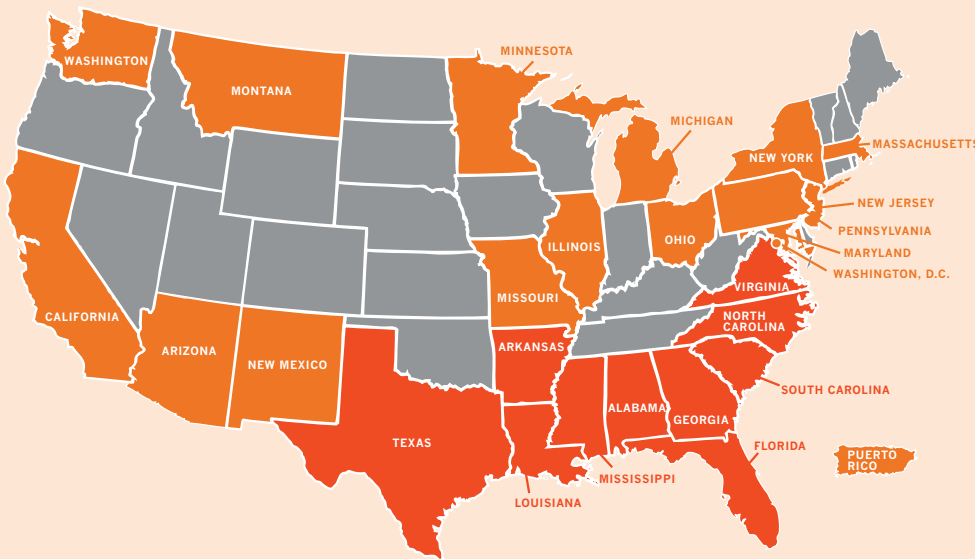 MINNESOTA
WASHINGTON
MONTANA
MICHIGAN
MASSACHUSETTS
NEW YORK
NEW JERSEY
PENNSYLVANIA
ILLINOIS
OHIO
MARYLAND
WASHINGTON, D.C.
VIRGINIA
MISSOURI
CALIFORNIA
NORTH
CAROLINA
ARKANSAS
ARIZONA
NEW MEXICO
SOUTH CAROLINA
ALABAMA
GEORGIA
TEXAS
FLORIDA
PUERTO
RICO
MISSISSIPPI
LOUISIANA